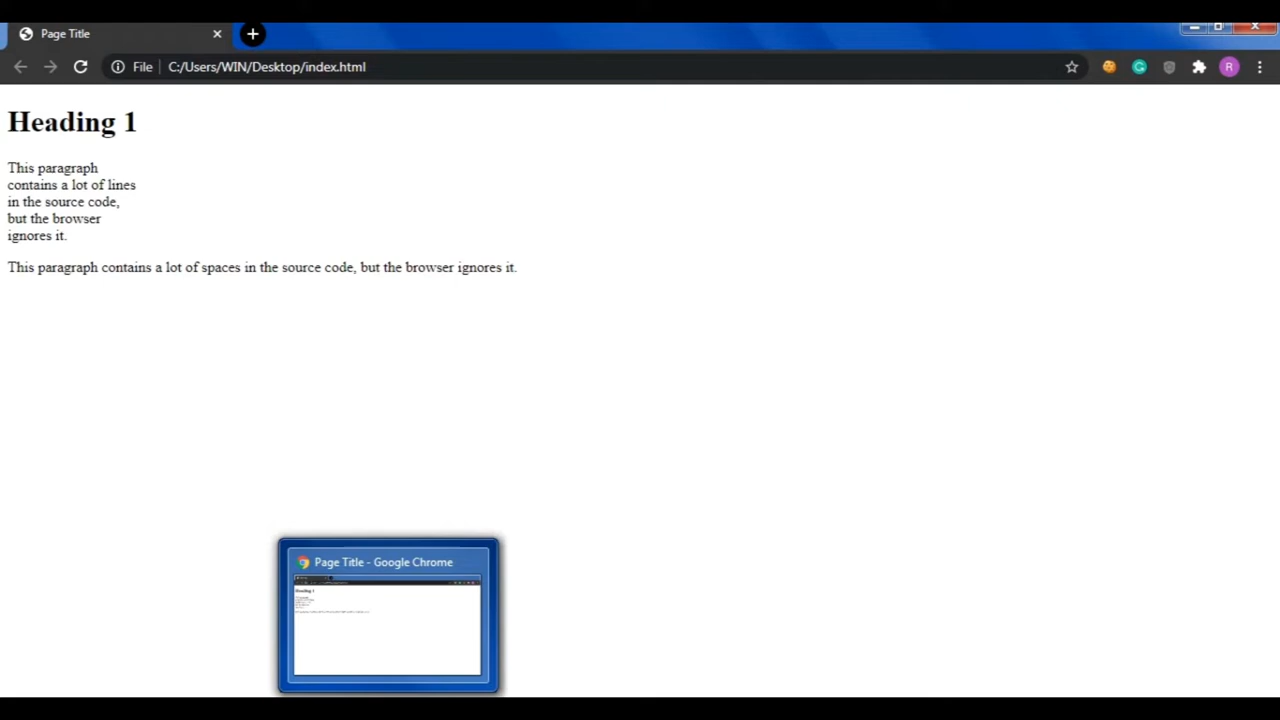 Page Title
File C:/Users/WIN/Desktop/index.html
R
Heading 1
This paragraph
contains a lot of lines
in the source code,
but the browser
ignores it.
This paragraph contains a lot of spaces in the source code, but the browser ignores it.
Page Title - Google Chrome
Heading 1